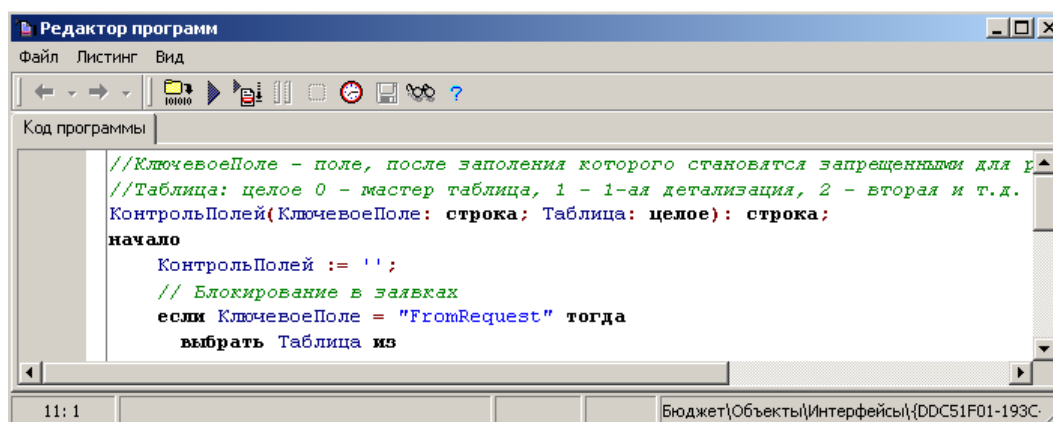 Редактор программ
Файл Листинг Вид
Код программы
//КлючевоеПоле - поле, после заполения которого становятся запрещенными для р
//Таблица: целое 0 - мастер таблица, 1 - 1-ая детализация, 2 - вторая и т.д.
КонтрольПолей(КлючевоеПоле: строка; Таблица: целое): строка;
начало
КонтрольПолей := '';
// Блокирование в заявках
если КлючевоеПоле = "FromRequest" тогда
выбрать Таблица из
11: 1
Бюджет\Объекты\Интерфейсы\{DDC51F01-193C-